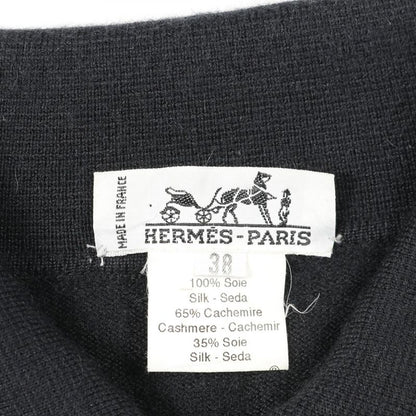 MADE IN FRANCE
HERMÈS-PARIS
38
100% Soie
Silk - Seda
65% Cachemire
Cashmere - Cachemir
35% Soie
Silk - Seda
®